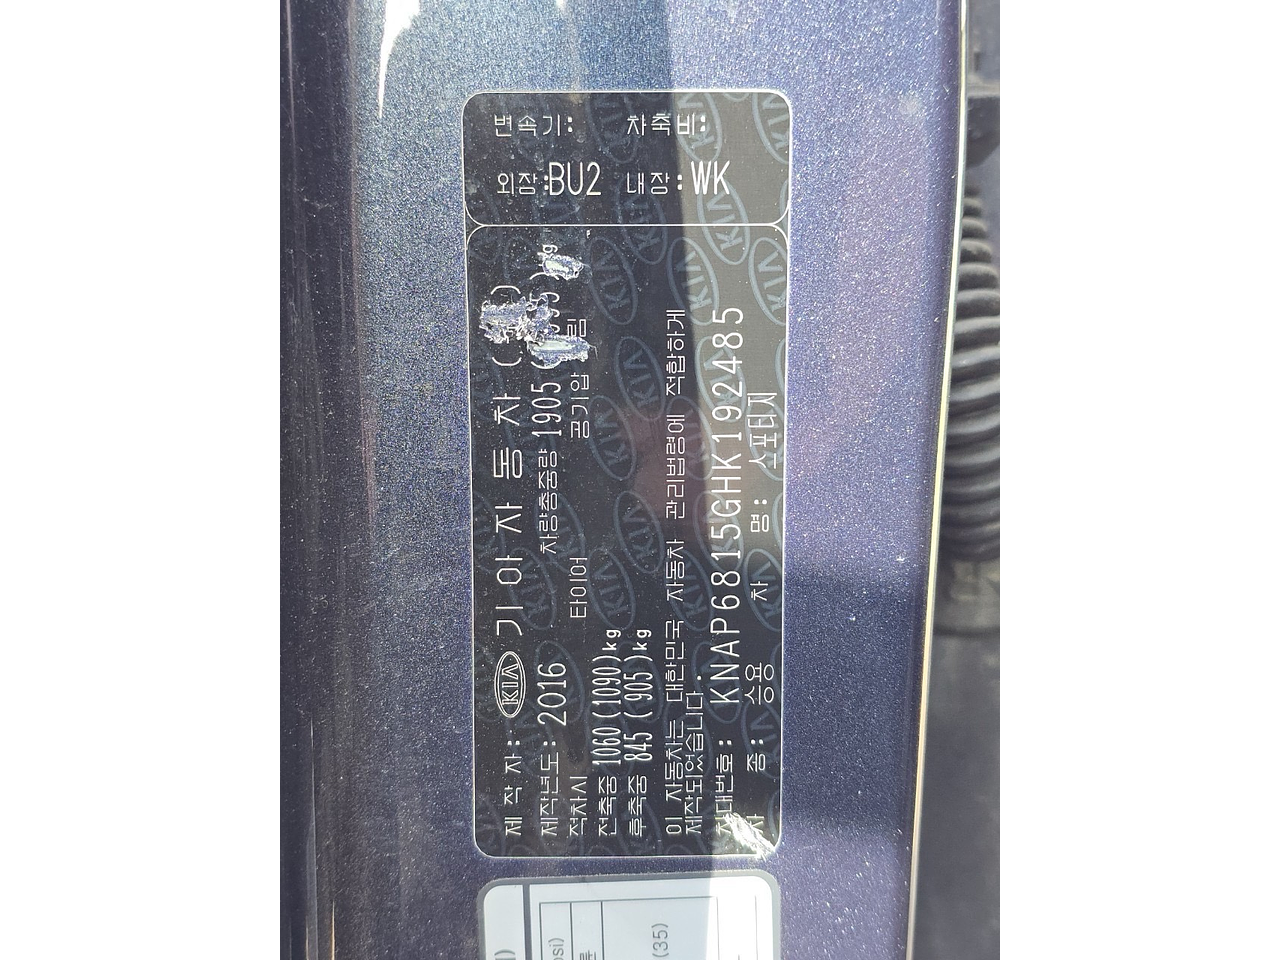 변속기: 차축비:
외장:BU2 내장:WK
제 작 자: KIA 기 아 자 동 차 ( )
제작년도: 2016 차량총중량 1905 ( ) kg
적차시 타이어 공기압
전축중 1060(1090)kg
후축중 845 ( 905)kg
이 자동차는 대한민국 자동차 관리법령에 적합하게
제작되었습니다.
차대번호: KNAP6815GHK192485
차 종: 승용 차 명: 스포티지
(35)